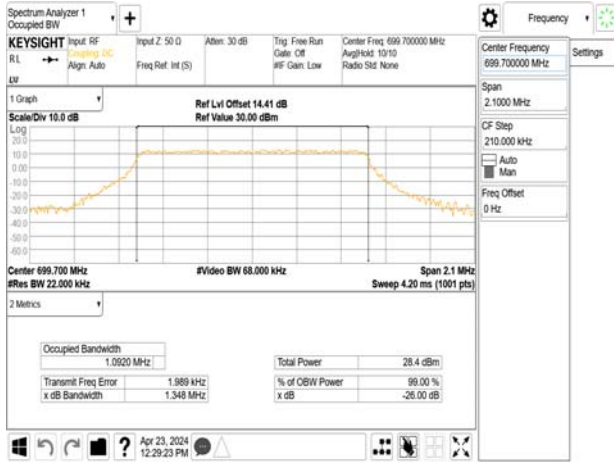 Spectrum Analyzer 1
Occupied BW
+
Frequency
KEYSIGHT Input: RF Input Z: 50 Ω Atten: 30 dB Trig: Free Run Center Freq: 699.700000 MHz
RL Coupling: DC Gate: Off Avg|Hold: 10/10
Align: Auto Freq Ref: Int (S) #IF Gain: Low Radio Std: None
Center Frequency
699.700000 MHz
Settings
Span
2.1000 MHz
CF Step
210.000 kHz
Auto
Man
Freq Offset
0 Hz
1 Graph
Ref Lvl Offset 14.41 dB
Scale/Div 10.0 dB Ref Value 30.00 dBm
Log
20.0
10.0
0.00
-10.0
-20.0
-30.0
-40.0
-50.0
-60.0
Center 699.700 MHz #Video BW 68.000 kHz Span 2.1 MHz
#Res BW 22.000 kHz Sweep 4.20 ms (1001 pts)
2 Metrics
Occupied Bandwidth
1.0920 MHz Total Power 28.4 dBm
Transmit Freq Error 1.989 kHz % of OBW Power 99.00 %
x dB Bandwidth 1.348 MHz x dB -26.00 dB
? Apr 23, 2024
12:29:23 PM